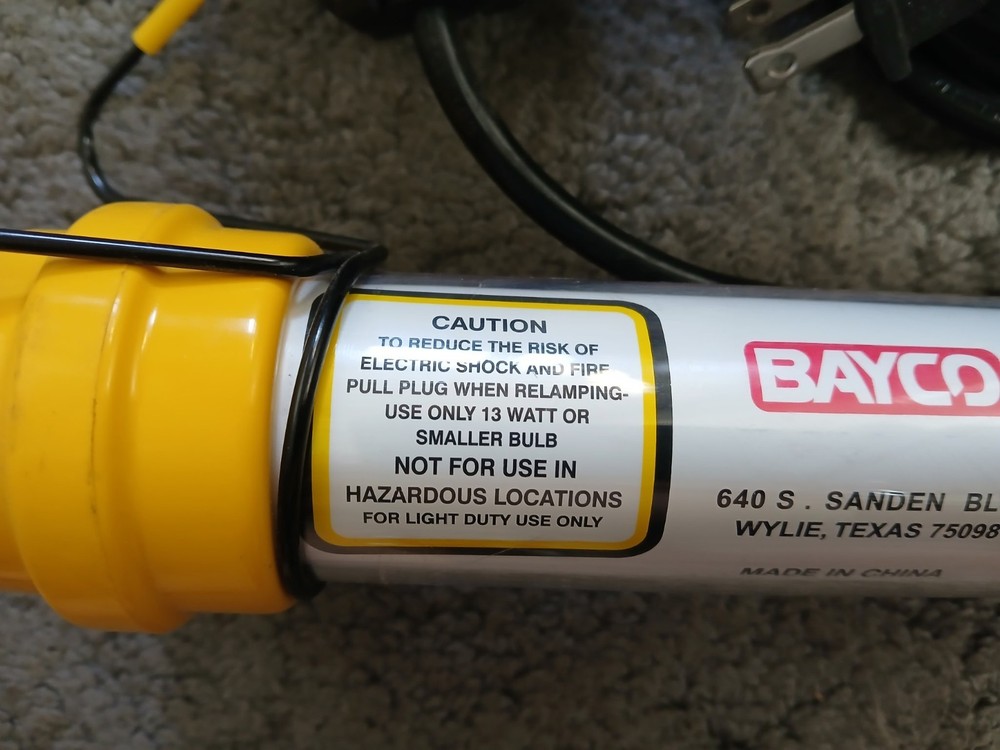 CAUTION
TO REDUCE THE RISK OF
ELECTRIC SHOCK AND FIRE
PULL PLUG WHEN RELAMPING-
USE ONLY 13 WATT OR
SMALLER BULB
NOT FOR USE IN
HAZARDOUS LOCATIONS
FOR LIGHT DUTY USE ONLY
BAYCO
640 S . SANDEN BL
WYLIE, TEXAS 75098
MADE IN CHINA